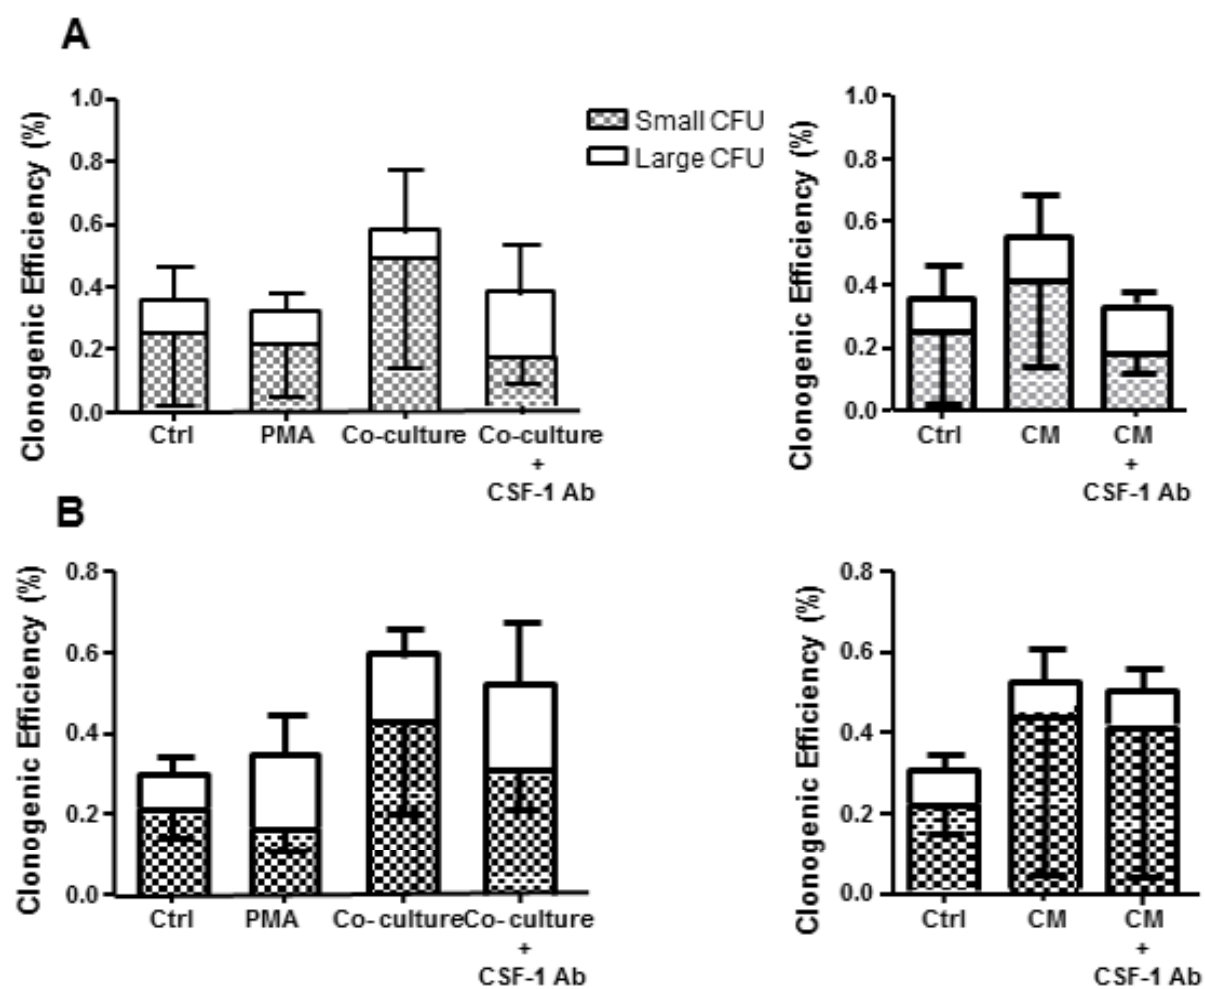 A
Clonogenic Efficiency (%)
1.0
0.8
0.6
0.4
0.2
0.0
Ctrl
PMA
Co-culture
Co-culture
+
CSF-1 Ab
Small CFU
Large CFU
Clonogenic Efficiency (%)
1.0
0.8
0.6
0.4
0.2
0.0
Ctrl
CM
CM
+
CSF-1 Ab
B
Clonogenic Efficiency (%)
0.8
0.6
0.4
0.2
0.0
Ctrl
PMA
Co- culture
Co- culture
+
CSF-1 Ab
Clonogenic Efficiency (%)
0.8
0.6
0.4
0.2
0.0
Ctrl
CM
CM
+
CSF-1 Ab